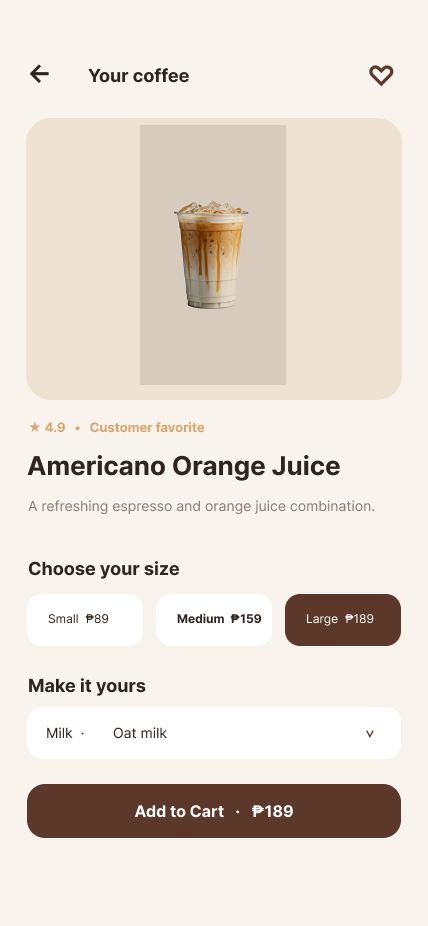 Your coffee
★ 4.9 • Customer favorite
Americano Orange Juice
A refreshing espresso and orange juice combination.
Choose your size
Small ₱89
Medium ₱159
Large ₱189
Make it yours
Milk · Oat milk v
Add to Cart · ₱189